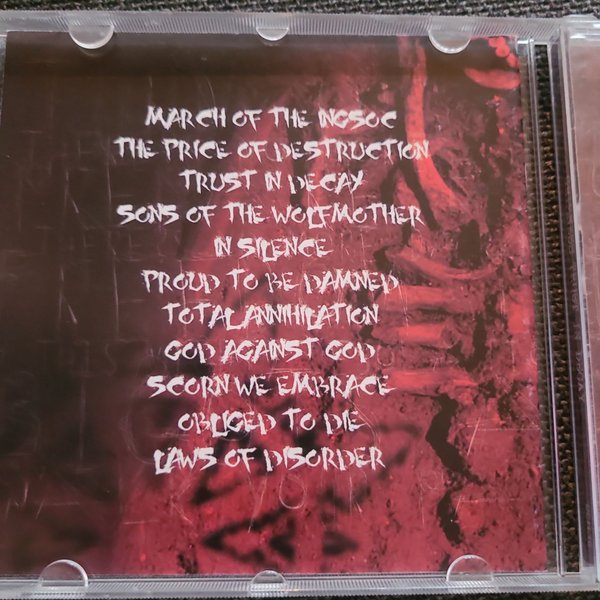 MARCH OF THE INGSOC
THE PRICE OF DESTRUCTION
TRUST IN DECAY
SONS OF THE WOLFMOTHER
IN SILENCE
PROUD TO BE DAMNED
TOTAL ANNIHILATION
GOD AGAINST GOD
SCORN WE EMBRACE
OBLIGED TO DIE
LAWS OF DISORDER